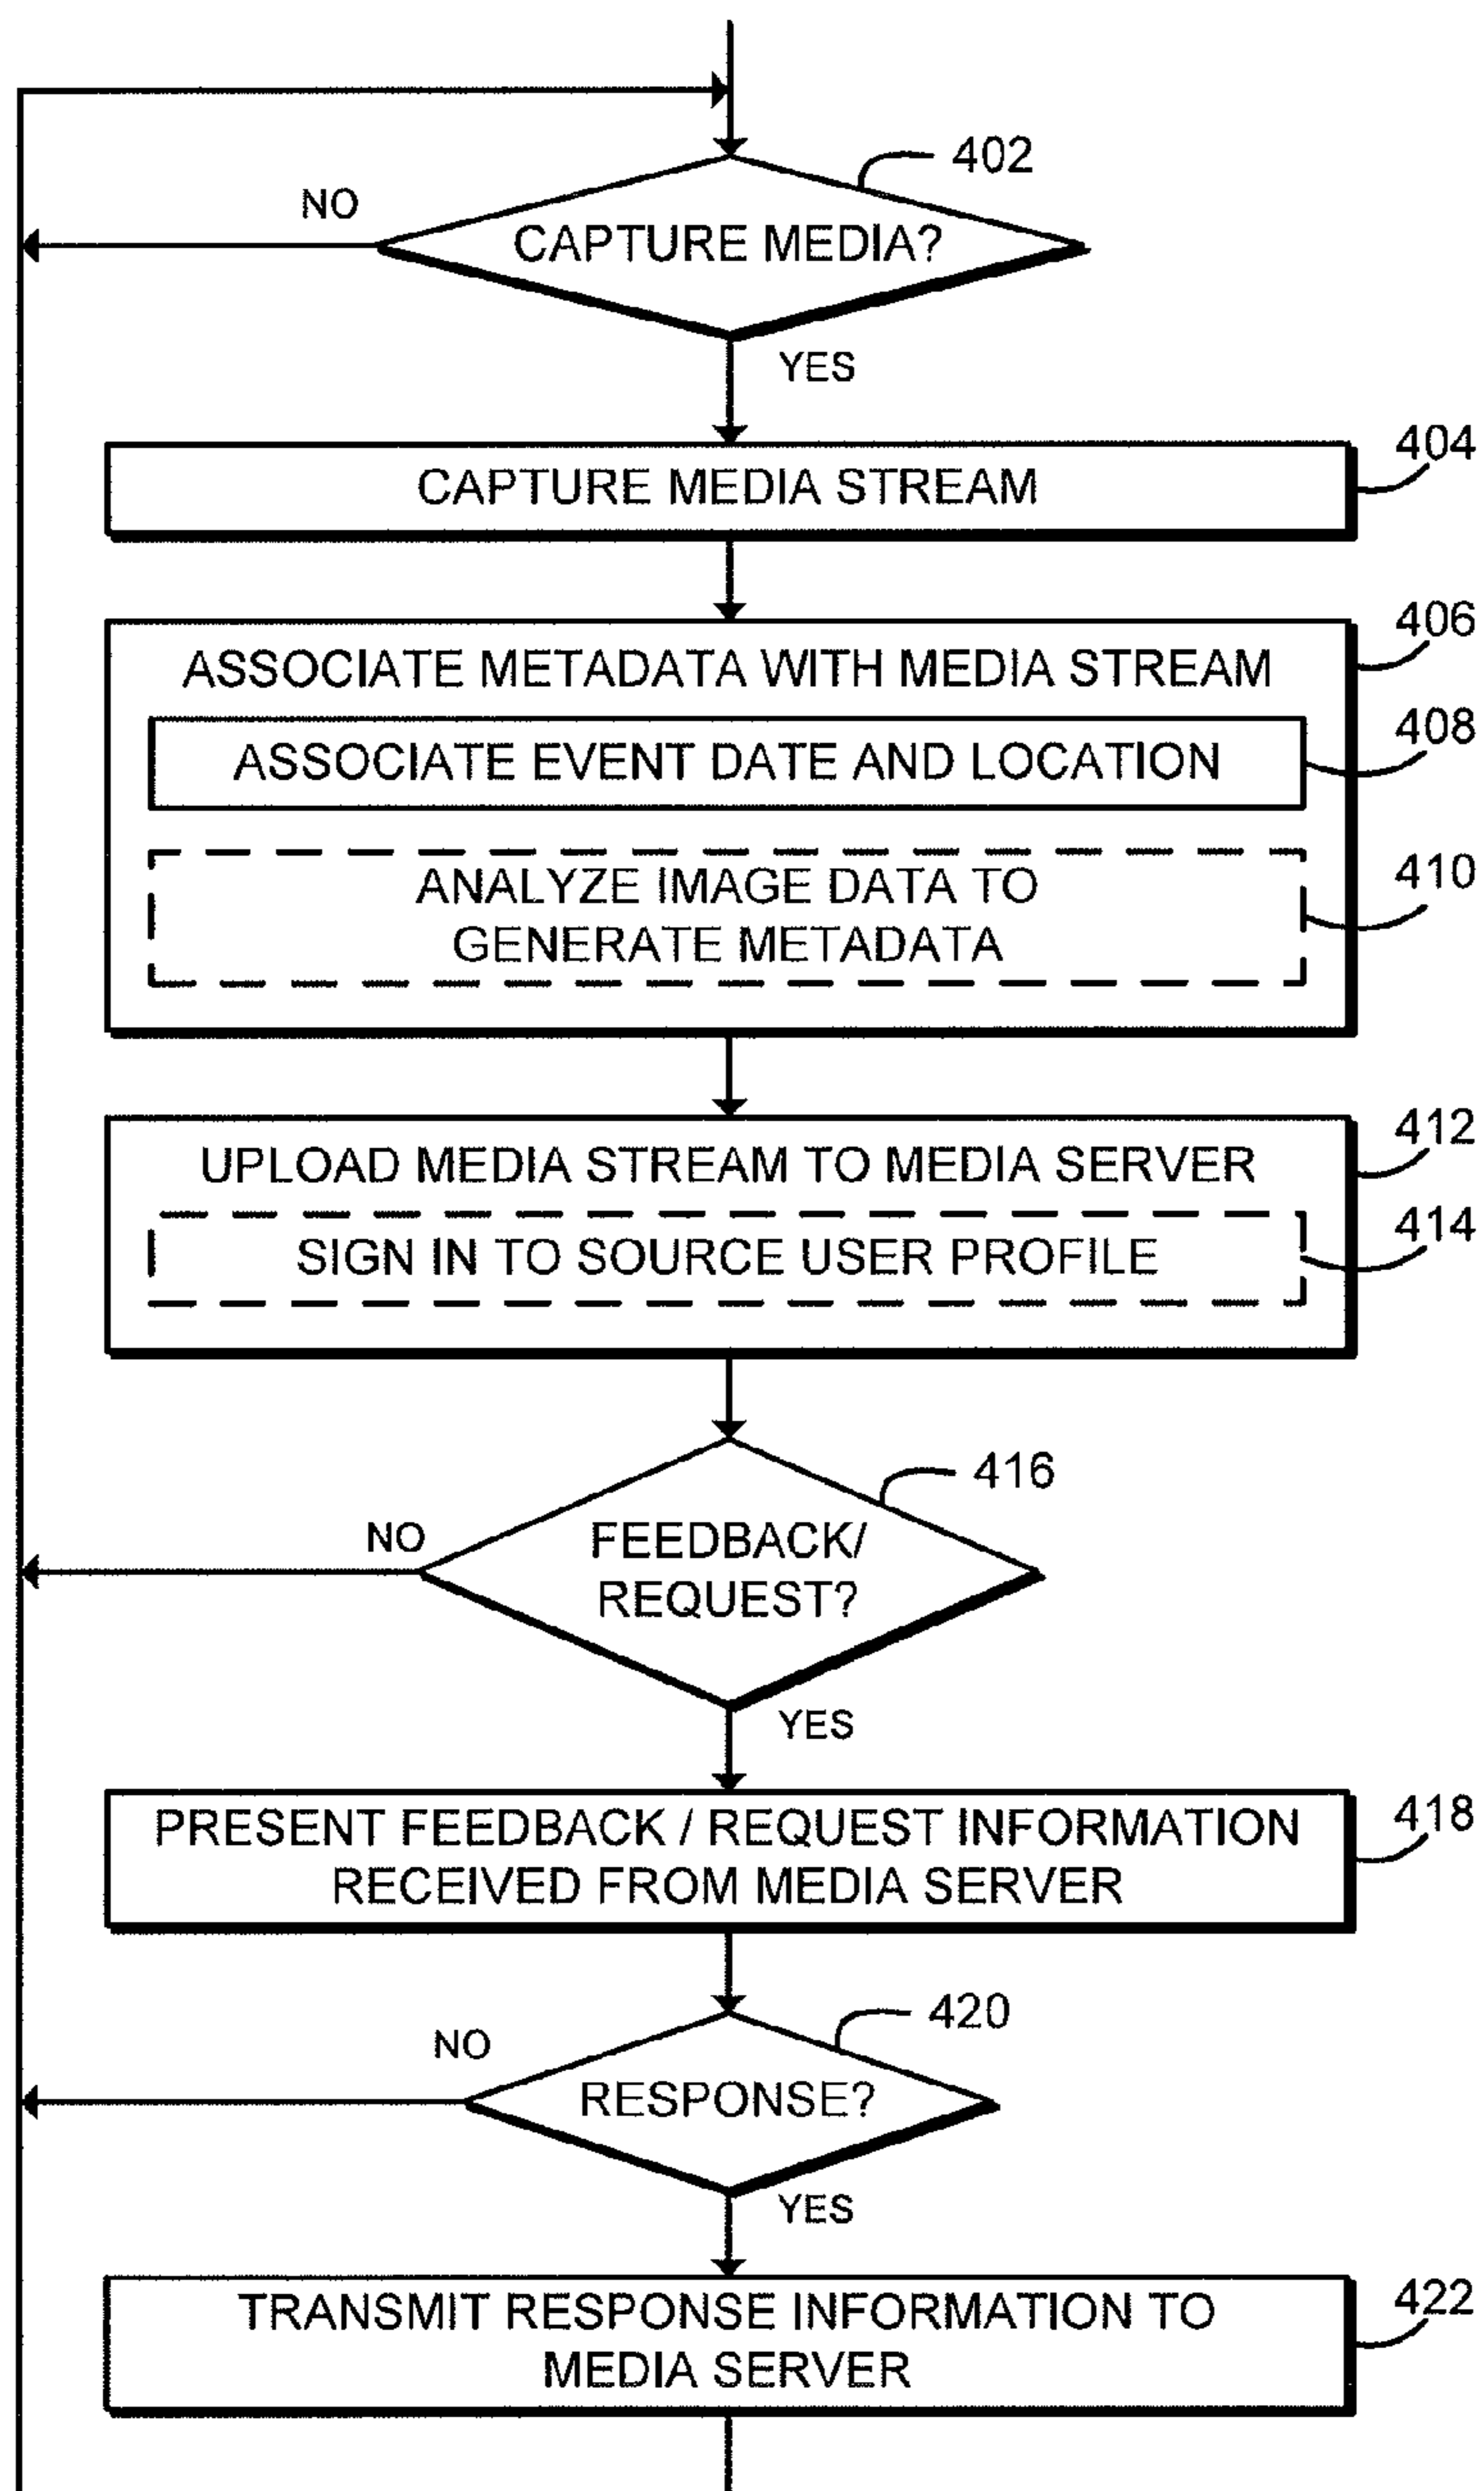 402
NO
CAPTURE MEDIA?
YES
404
CAPTURE MEDIA STREAM
406
ASSOCIATE METADATA WITH MEDIA STREAM
408
ASSOCIATE EVENT DATE AND LOCATION
410
ANALYZE IMAGE DATA TO
GENERATE METADATA
412
UPLOAD MEDIA STREAM TO MEDIA SERVER
414
SIGN IN TO SOURCE USER PROFILE
416
NO
FEEDBACK/
REQUEST?
YES
418
PRESENT FEEDBACK / REQUEST INFORMATION
RECEIVED FROM MEDIA SERVER
420
NO
RESPONSE?
YES
422
TRANSMIT RESPONSE INFORMATION TO
MEDIA SERVER